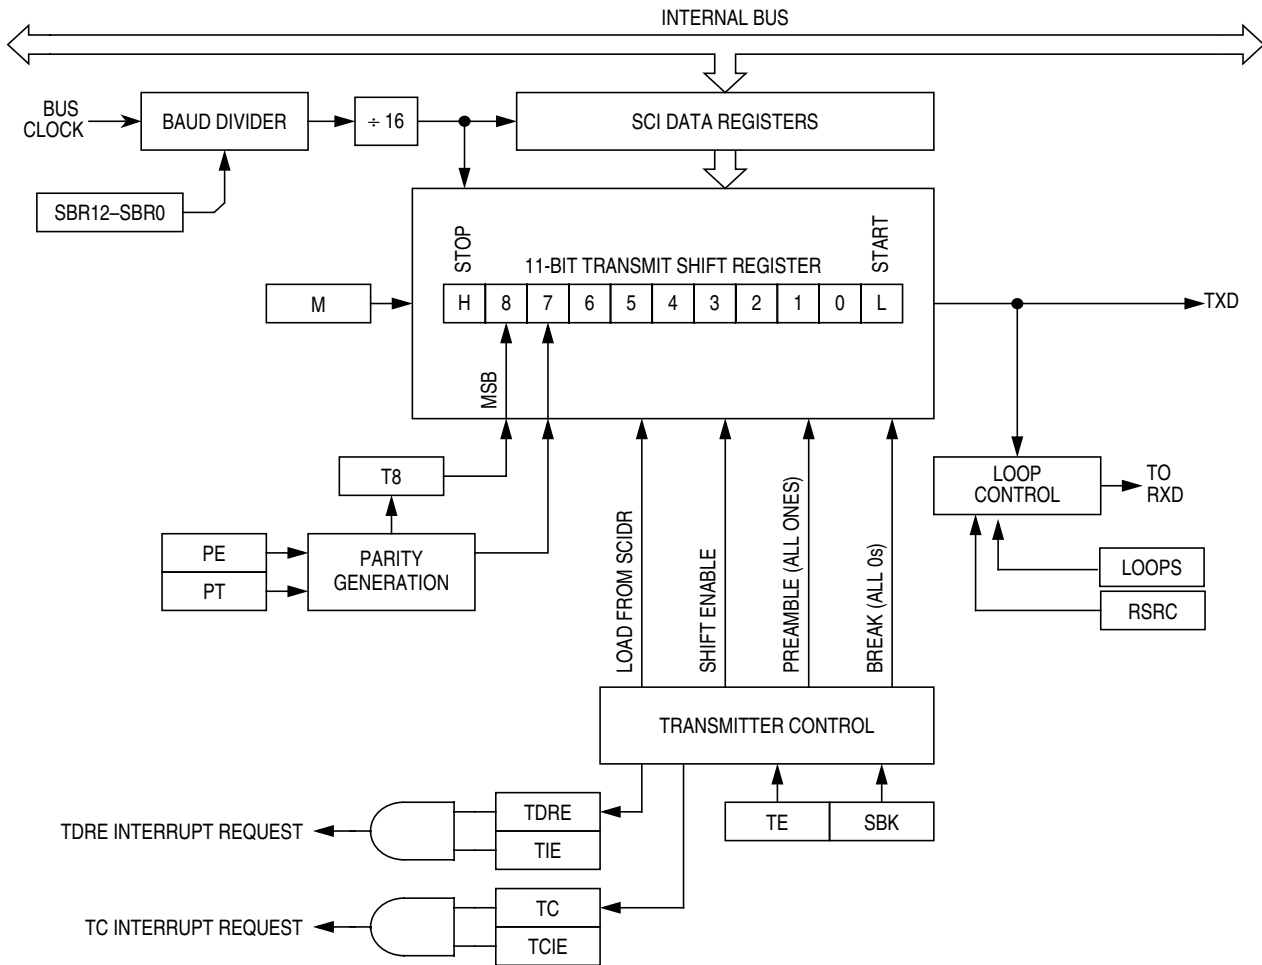 INTERNAL BUS
BUS
CLOCK
BAUD DIVIDER
÷ 16
SCI DATA REGISTERS
SBR12–SBR0
STOP
11-BIT TRANSMIT SHIFT REGISTER
START
M
H 8 7 6 5 4 3 2 1 0 L
TXD
MSB
T8
LOOP
CONTROL
TO
RXD
PE
PT
PARITY
GENERATION
LOAD FROM SCIDR
SHIFT ENABLE
PREAMBLE (ALL ONES)
BREAK (ALL 0s)
LOOPS
RSRC
TRANSMITTER CONTROL
TDRE INTERRUPT REQUEST
TDRE
TIE
TE
SBK
TC INTERRUPT REQUEST
TC
TCIE